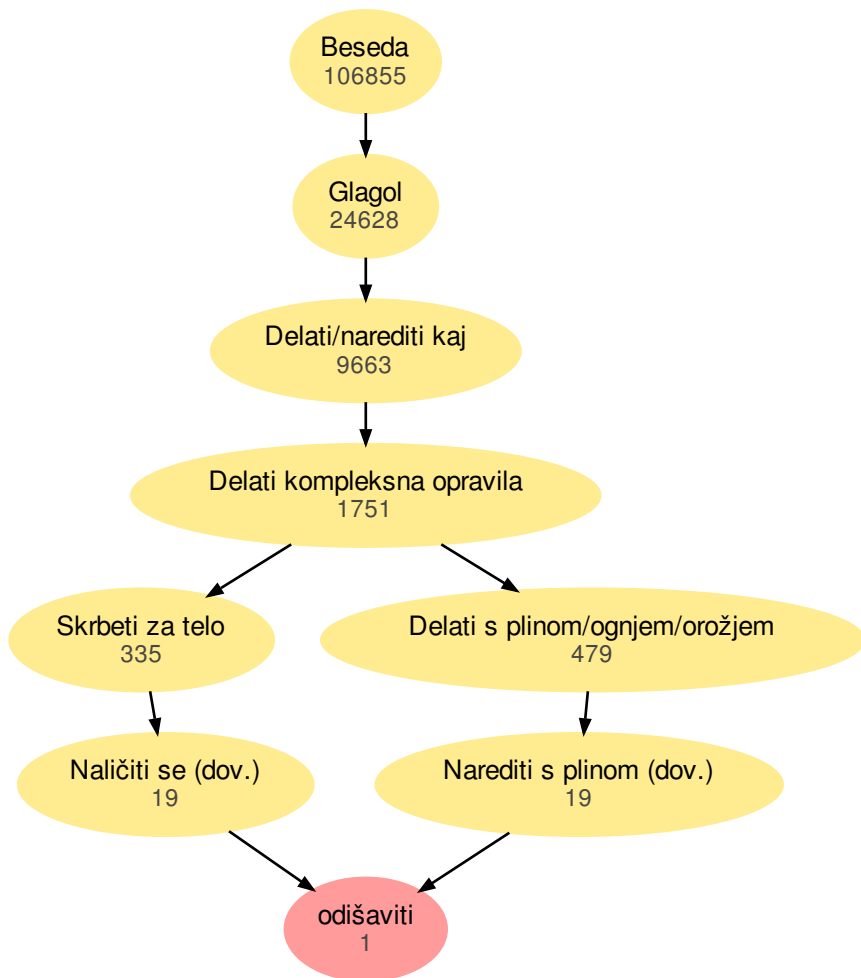 Beseda
106855
Glagol
24628
Delati/narediti kaj
9663
Delati kompleksna opravila
1751
Skrbeti za telo
335
Delati s plinom/ognjem/orožjem
479
Naličiti se (dov.)
19
Narediti s plinom (dov.)
19
odišaviti
1